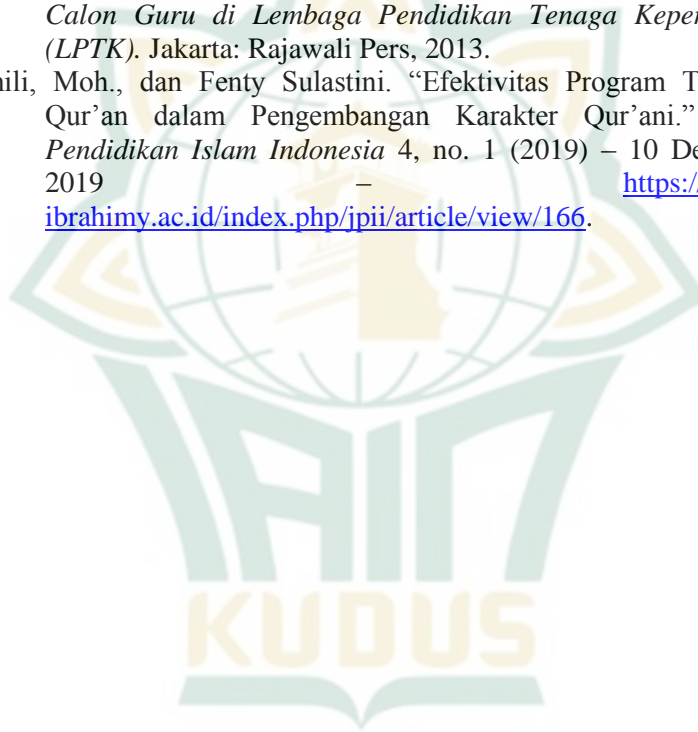 Calon Guru di Lembaga Pendidikan Tenaga Keper
(LPTK). Jakarta: Rajawali Pers, 2013.
nili, Moh., dan Fenty Sulastini. “Efektivitas Program T
Qur’an dalam Pengembangan Karakter Qur’ani.”
Pendidikan Islam Indonesia 4, no. 1 (2019) – 10 De
2019 – https:/
ibrahimy.ac.id/index.php/jpii/article/view/166.
IAIN
KUDUS